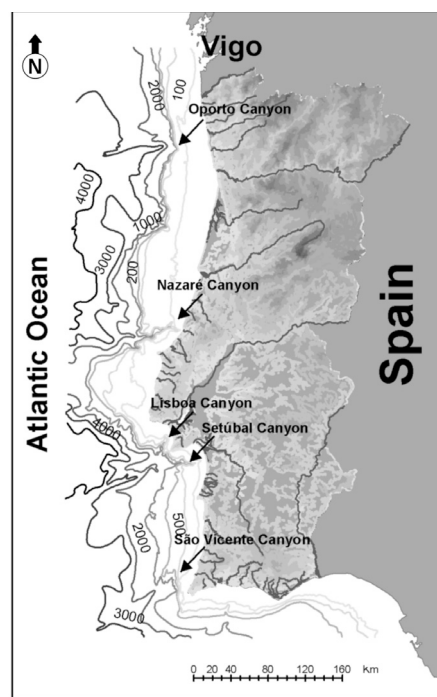 Vigo
N
2000
100
Oporto Canyon
4000
1000
3000
200
Nazaré Canyon
Atlantic Ocean
Spain
Lisboa Canyon
4000
Setúbal Canyon
5000
2000
São Vicente Canyon
3000
0 20 40 80 120 160 Km